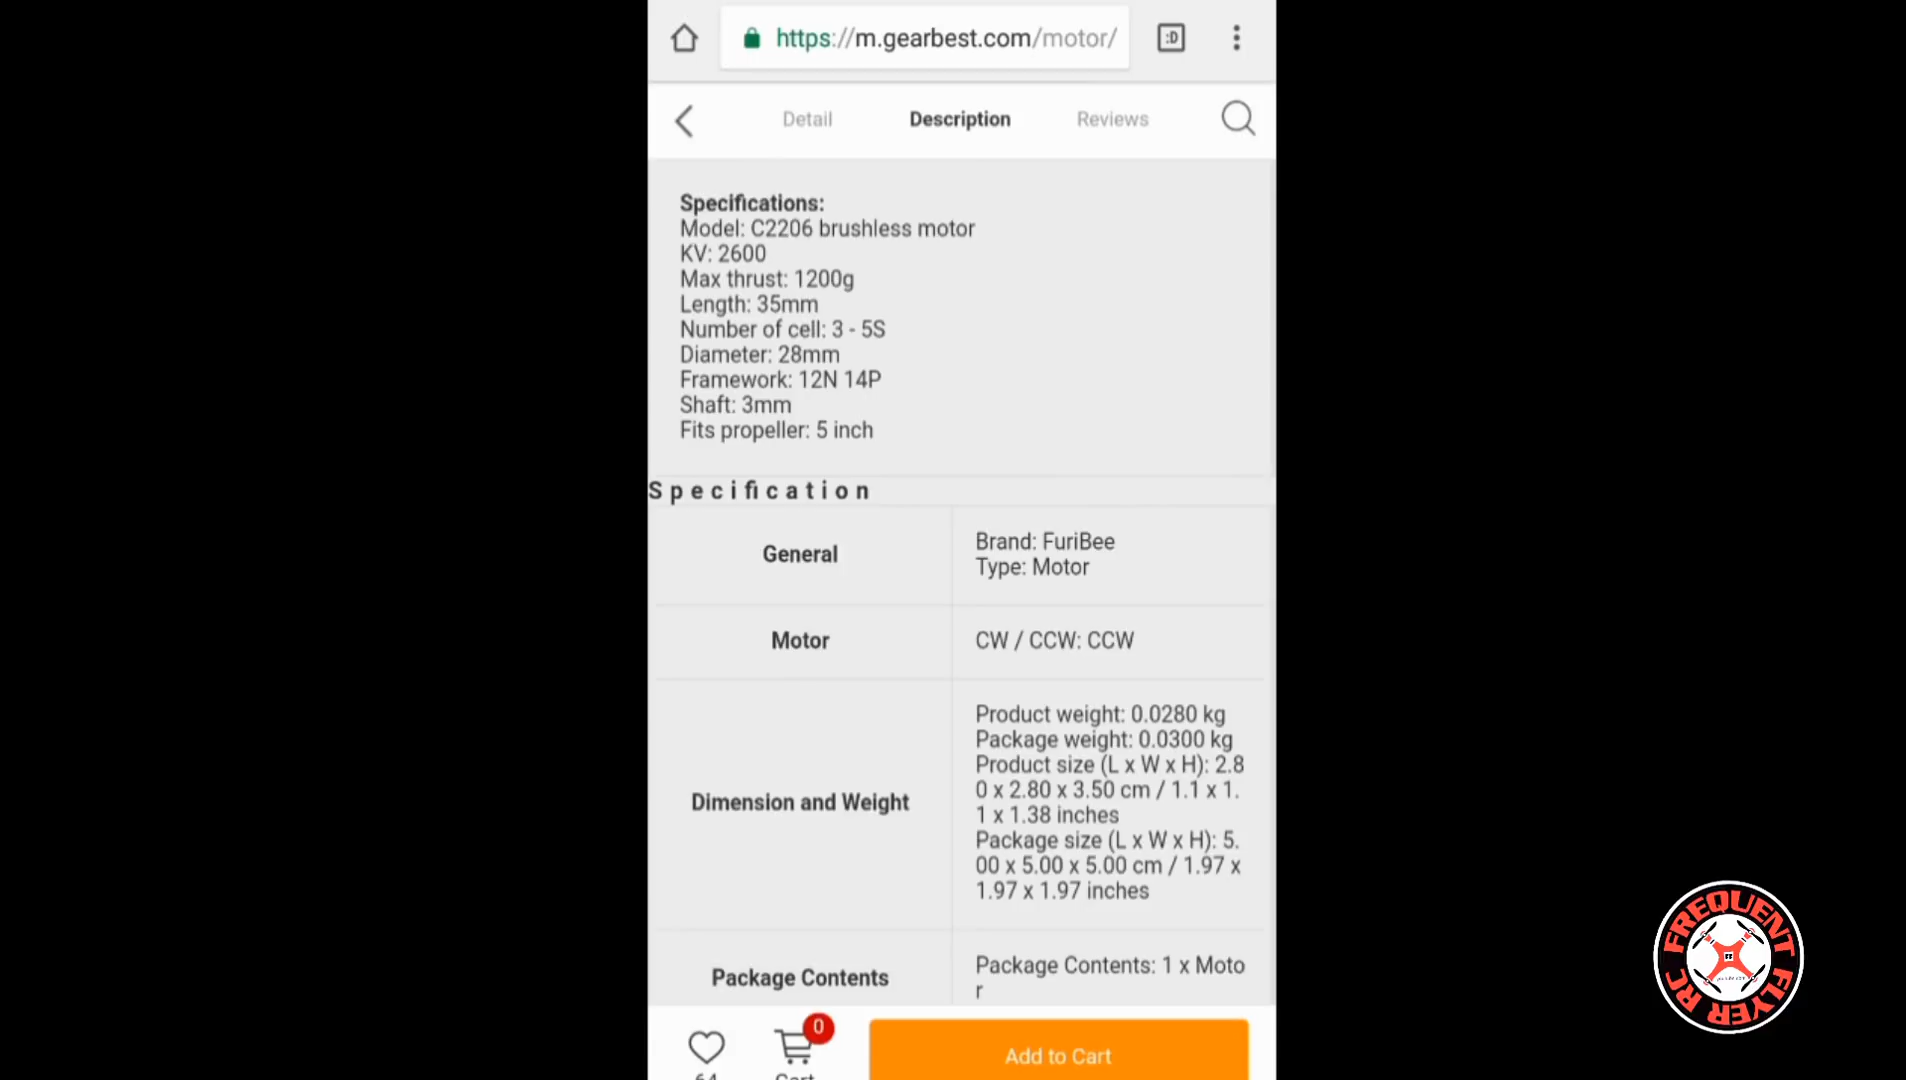 https://m.gearbest.com/motor/
:D
Detail Description Reviews
Specifications:
Model: C2206 brushless motor
KV: 2600
Max thrust: 1200g
Length: 35mm
Number of cell: 3 - 5S
Diameter: 28mm
Framework: 12N 14P
Shaft: 3mm
Fits propeller: 5 inch
Specification
General
Brand: FuriBee
Type: Motor
Motor
CW / CCW: CCW
Dimension and Weight
Product weight: 0.0280 kg
Package weight: 0.0300 kg
Product size (L x W x H): 2.8
0 x 2.80 x 3.50 cm / 1.1 x 1.
1 x 1.38 inches
Package size (L x W x H): 5.
00 x 5.00 x 5.00 cm / 1.97 x
1.97 x 1.97 inches
Package Contents
Package Contents: 1 x Moto
r
0
64
Cart
Add to Cart
FREQUENT FLYER RC
FF